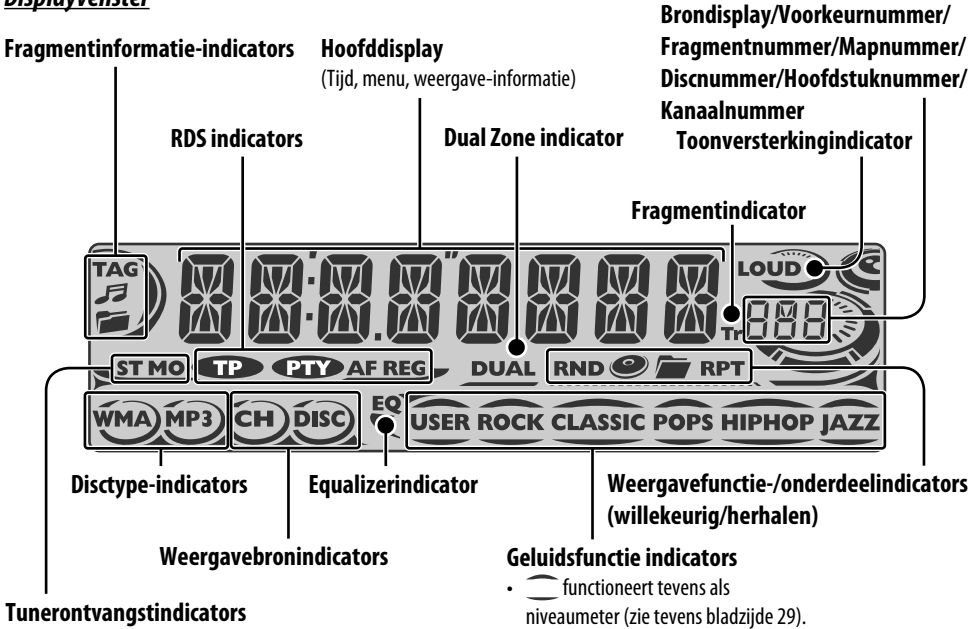 Displayvenster
Fragmentinformatie-indicators
Hoofddisplay
(Tijd, menu, weergave-informatie)
Brondisplay/Voorkeurnummer/
Fragmentnummer/Mapnummer/
Discnummer/Hoofdstuknummer/
Kanaalnummer
RDS indicators
Dual Zone indicator
Toonversterkingindicator
Fragmentindicator
TAG
LOUD
Tr
ST MO TP PTY AF REG DUAL RND RPT
WMA MP3 CH DISC EQ USER ROCK CLASSIC POPS HIPHOP JAZZ
Disctype-indicators
Equalizerindicator
Weergavefunctie-/onderdeelindicators
(willekeurig/herhalen)
Weergavebronindicators
Geluidsfunctie indicators
• functioneert tevens als
niveaumeter (zie tevens bladzijde 29).
Tunerontvangstindicators